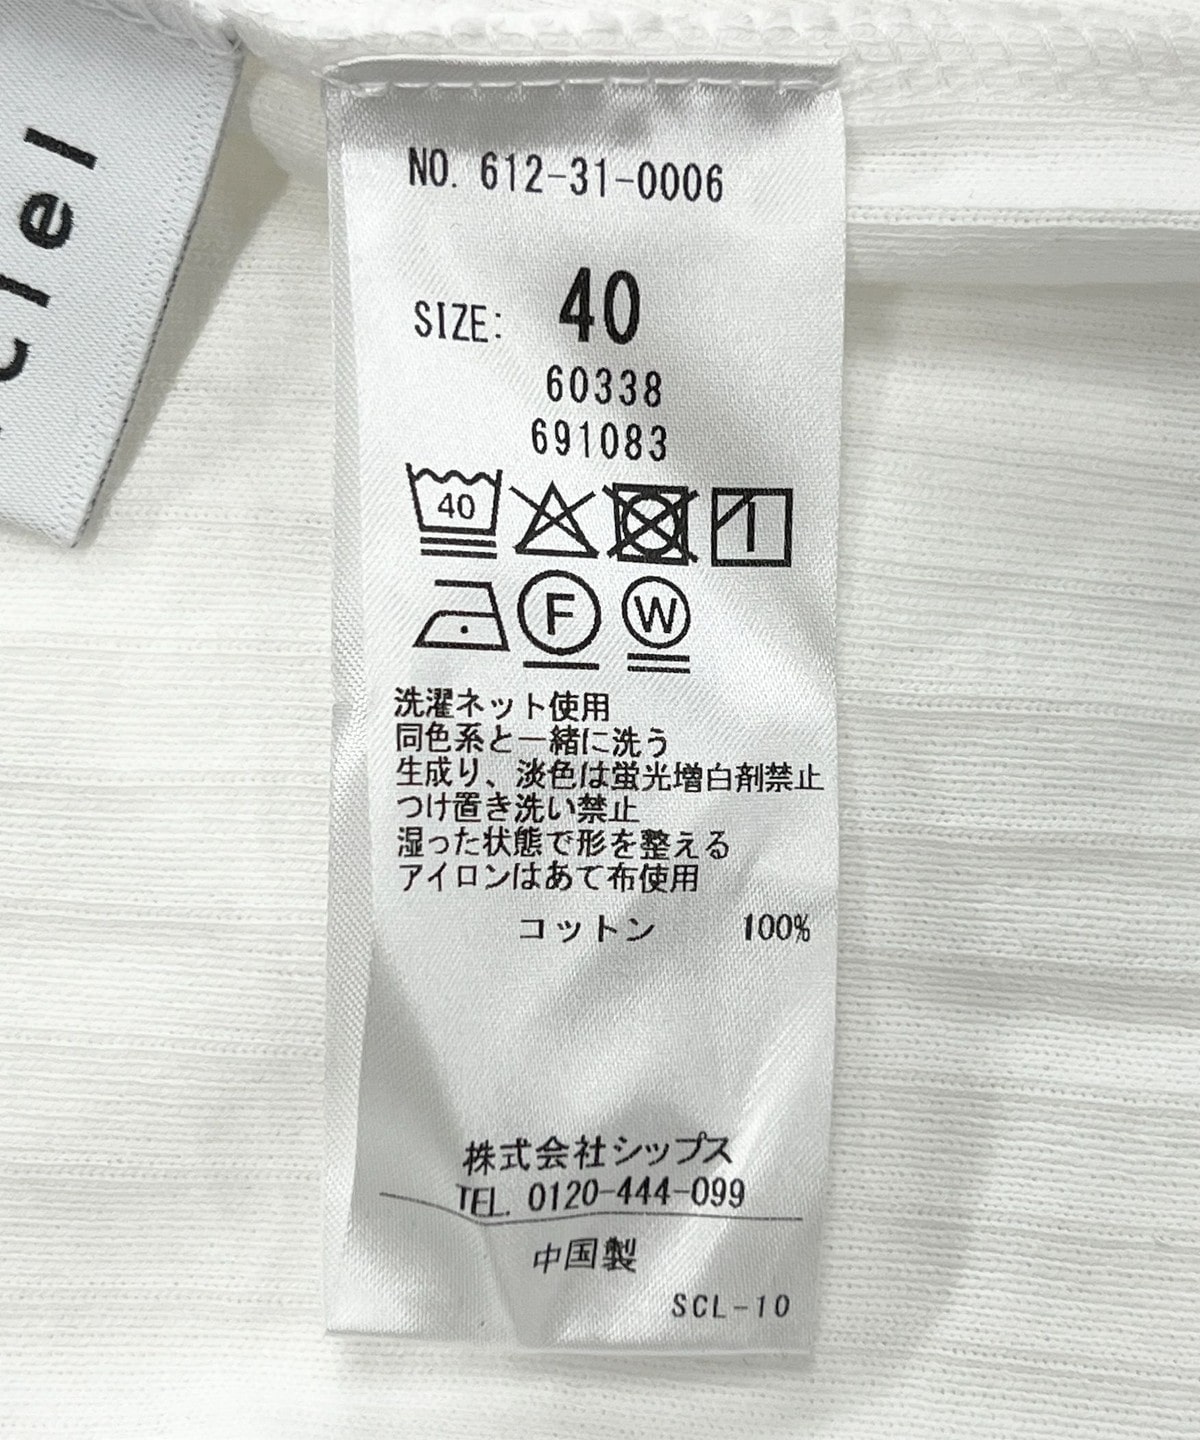 clel
NO. 612-31-0006
SIZE: 40
60338
691083
40
F W
洗濯ネット使用
同色系と一緒に洗う
生成り、淡色は蛍光増白剤禁止
つけ置き洗い禁止
湿った状態で形を整える
アイロンはあて布使用
コットン 100%
株式会社シップス
TEL. 0120-444-099
中国製
SCL-10